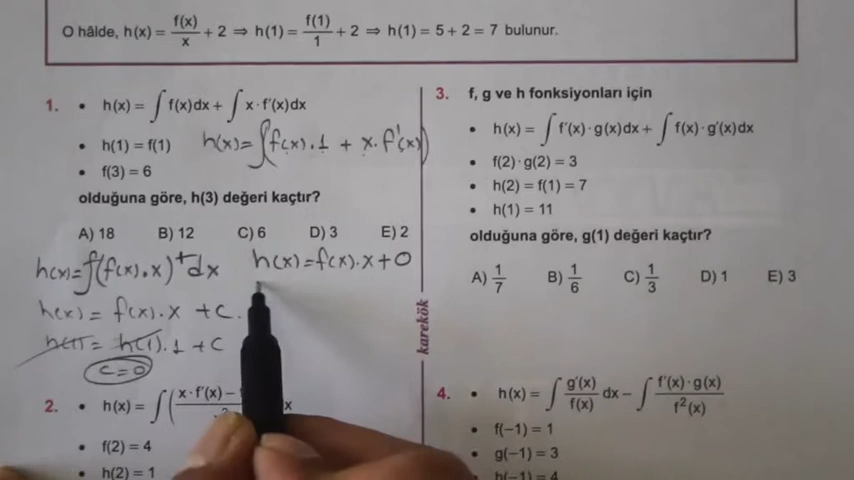 O hâlde, h(x) = f(x)/x + 2 ⇒ h(1) = f(1)/1 + 2 ⇒ h(1) = 5 + 2 = 7 bulunur.
1. • h(x) = ∫ f(x)dx + ∫ x · f'(x)dx
• h(1) = f(1)
h(x) = ∫(f(x).1 + x.f'(x))
• f(3) = 6
olduğuna göre, h(3) değeri kaçtır?
A) 18 B) 12 C) 6 D) 3 E) 2
h(x) = ∫(f(x).x)' dx
h(x) = f(x).x + 0
h(x) = f(x).x + c.
h(1) = h(1).1 + c
c = 0
2. • h(x) = ∫( x · f'(x) – x
• f(2) = 4
• h(2) = 1
karekök
3. f, g ve h fonksiyonları için
• h(x) = ∫ f'(x) · g(x)dx + ∫ f(x) · g'(x)dx
• f(2) · g(2) = 3
• h(2) = f(1) = 7
• h(1) = 11
olduğuna göre, g(1) değeri kaçtır?
A) 1/7 B) 1/6 C) 1/3 D) 1 E) 3
4. • h(x) = ∫ g'(x)/f(x) dx – ∫ f'(x) · g(x)/f²(x)
• f(–1) = 1
• g(–1) = 3
• h(–1) = 4